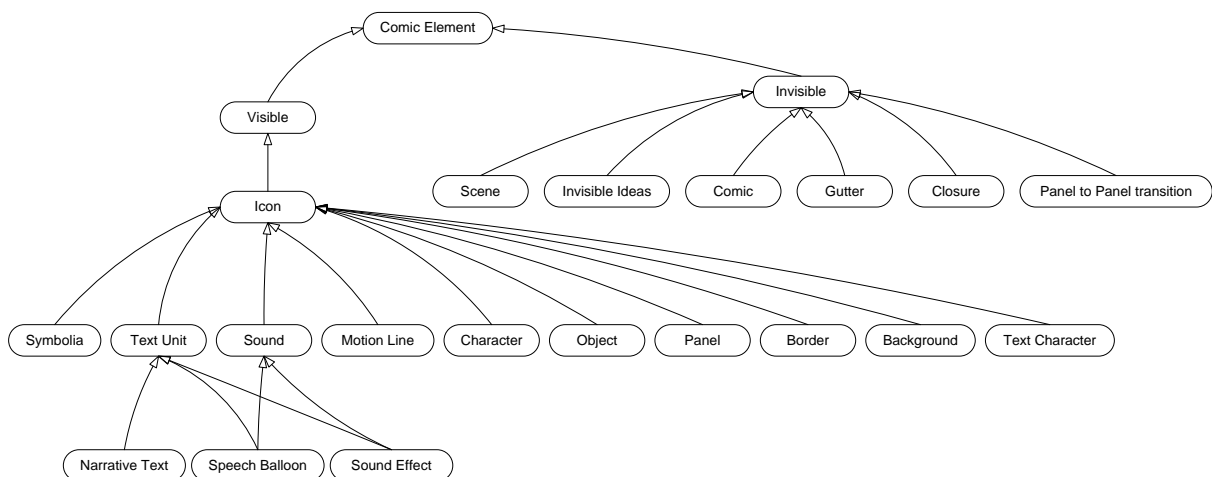 Comic Element
Invisible
Visible
Scene
Invisible Ideas
Comic
Gutter
Closure
Panel to Panel transition
Icon
Symbolia
Text Unit
Sound
Motion Line
Character
Object
Panel
Border
Background
Text Character
Narrative Text
Speech Balloon
Sound Effect